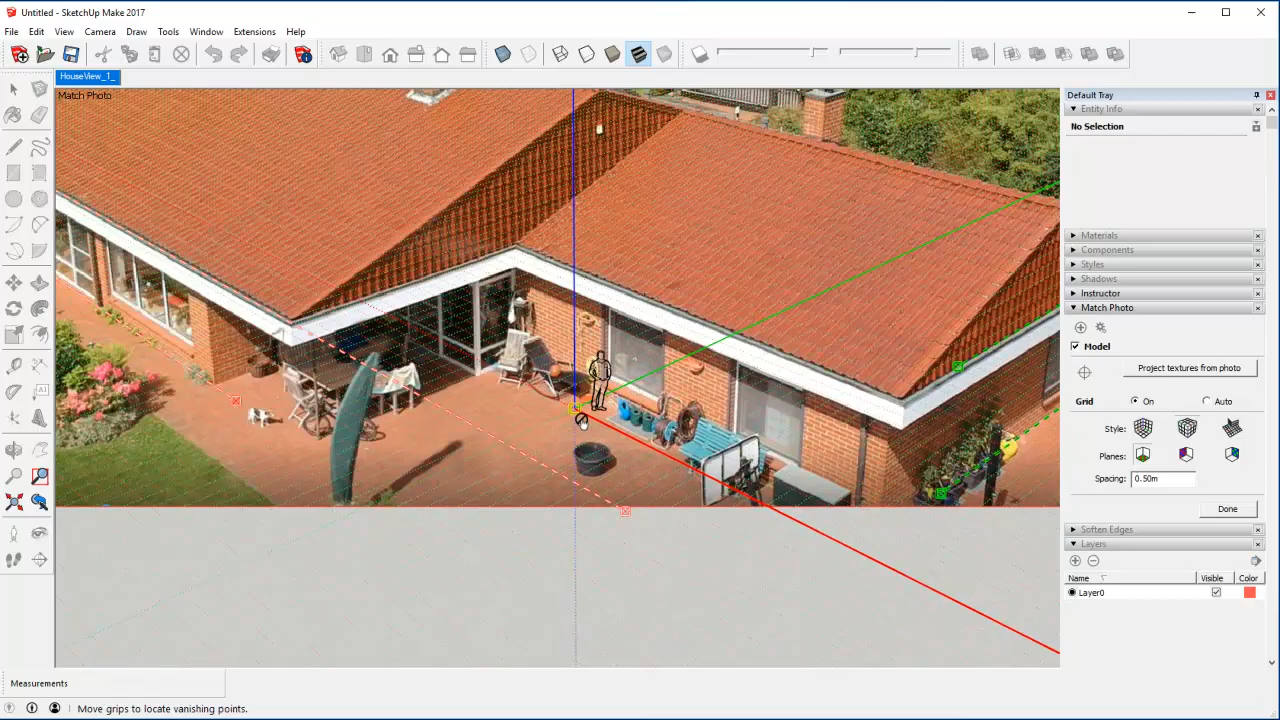 Untitled - SketchUp Make 2017
File Edit View Camera Draw Tools Window Extensions Help
HouseView_1_
Match Photo
Default Tray
Entity Info
No Selection
Materials
Components
Styles
Shadows
Instructor
Match Photo
Model
Project textures from photo
Grid On Auto
Style:
Planes:
Spacing: 0.50m
Done
Soften Edges
Layers
Name Visible Color
Layer0
Measurements
Move grips to locate vanishing points.